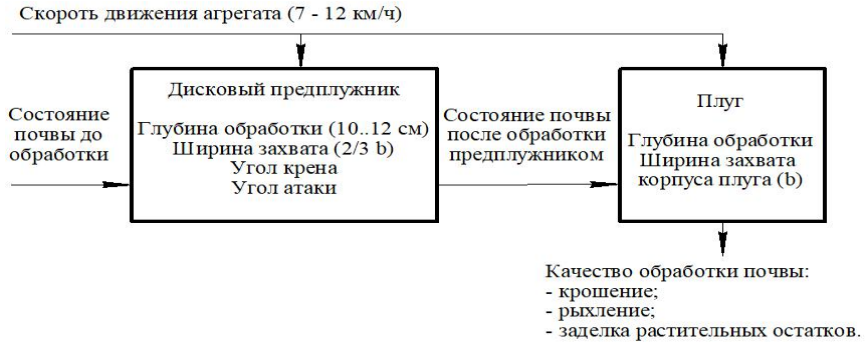 Скороть движения агрегата (7 - 12 км/ч)
Состояние
почвы до
обработки
Дисковый предплужник
Глубина обработки (10..12 см)
Ширина захвата (2/3 b)
Угол крена
Угол атаки
Состояние почвы
после обработки
предплужником
Плуг
Глубина обработки
Ширина захвата
корпуса плуга (b)
Качество обработки почвы:
- крошение;
- рыхление;
- заделка растительных остатков.